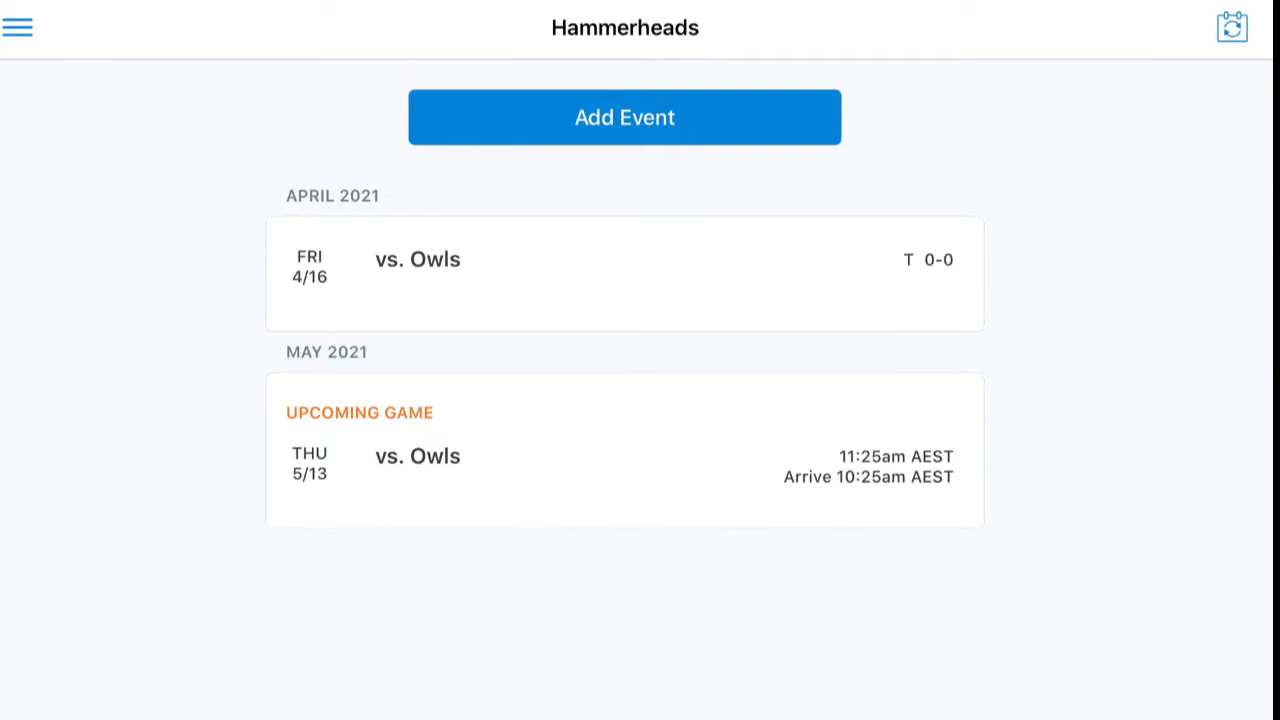 Hammerheads
Add Event
APRIL 2021
FRI
4/16
vs. Owls
T 0-0
MAY 2021
UPCOMING GAME
THU
5/13
vs. Owls
11:25am AEST
Arrive 10:25am AEST